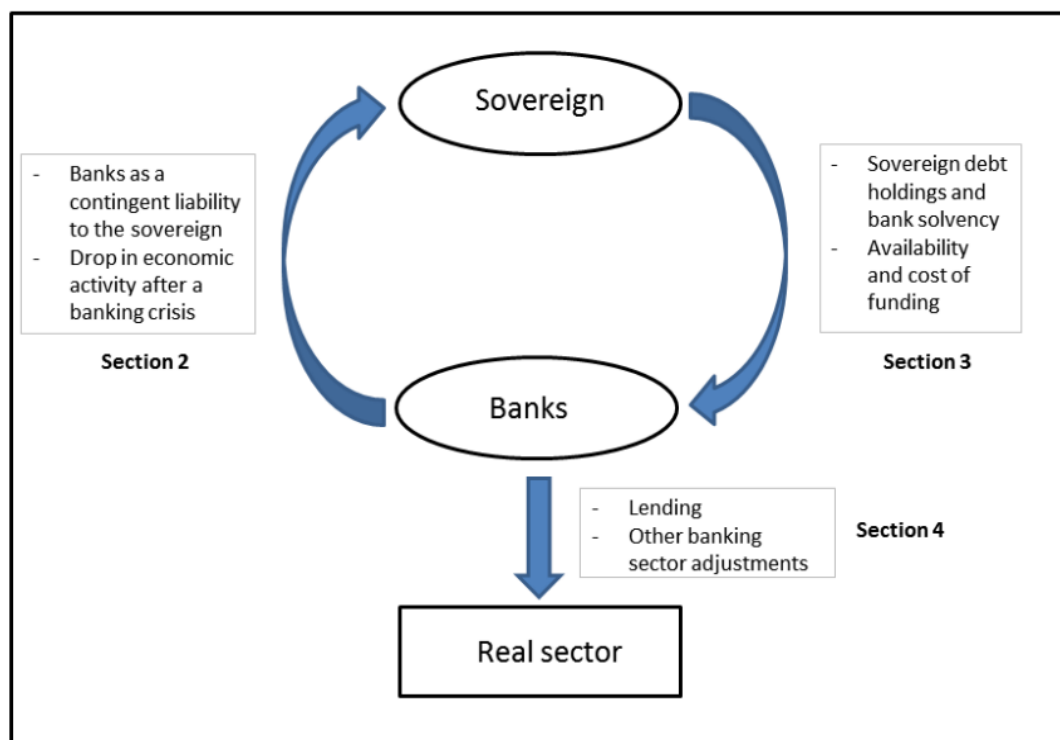 Sovereign
- Banks as a
contingent liability
to the sovereign
- Drop in economic
activity after a
banking crisis
Section 2
- Sovereign debt
holdings and
bank solvency
- Availability
and cost of
funding
Section 3
Banks
- Lending
- Other banking
sector adjustments
Section 4
Real sector